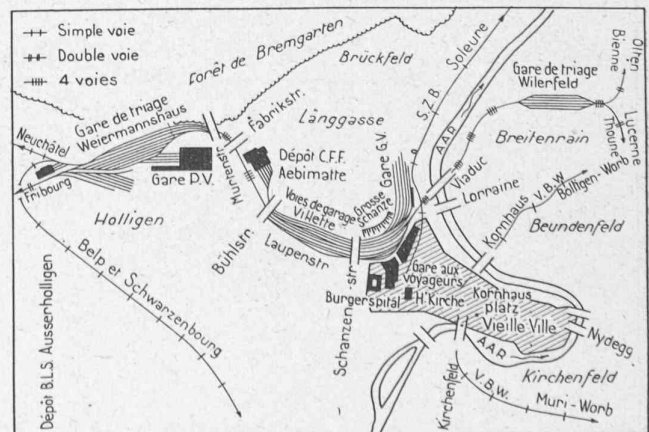 Simple voie
Double voie
4 voies
Forêt de Bremgarten
Brückfeld
Soleure
S.Z.B.
Olten
Bienne
Gare de triage
Wilerfeld
Lucerne
Thoune
Gare de triage
Weiermannshaus
Fabrikstr.
Länggasse
AAR
Breitenrain
Neuchâtel
Fribourg
Gare P.V.
Murtenstr.
Dépôt C.F.F.
Aebimatte
Gare G.V.
Viaduc
Lorraine
Voies de garage
Villette
Grosse
Schanze
Kornhaus
V.B.W
Bolligen-Worb
Beundenfeld
Holligen
Bühlstr.
Laupenstr
Schanzen
-str.
Gare aux
voyageurs
Burgerspital
H. Kirche
Kornhaus
platz
Vieille Ville
Nydegg
AAR
Belp et Schwarzenbourg
Dépôt B.L.S. Ausserholligen
Kirchenfeld
Kirchenfeld
V.B.W.
Muri-Worb